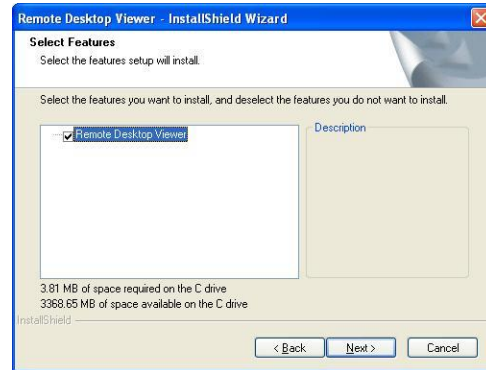 Remote Desktop Viewer - InstallShield Wizard
Select Features
Select the features setup will install.
Select the features you want to install, and deselect the features you do not want to install.
Remote Desktop Viewer
Description
3.81 MB of space required on the C drive
3368.65 MB of space available on the C drive
InstallShield
< Back
Next >
Cancel